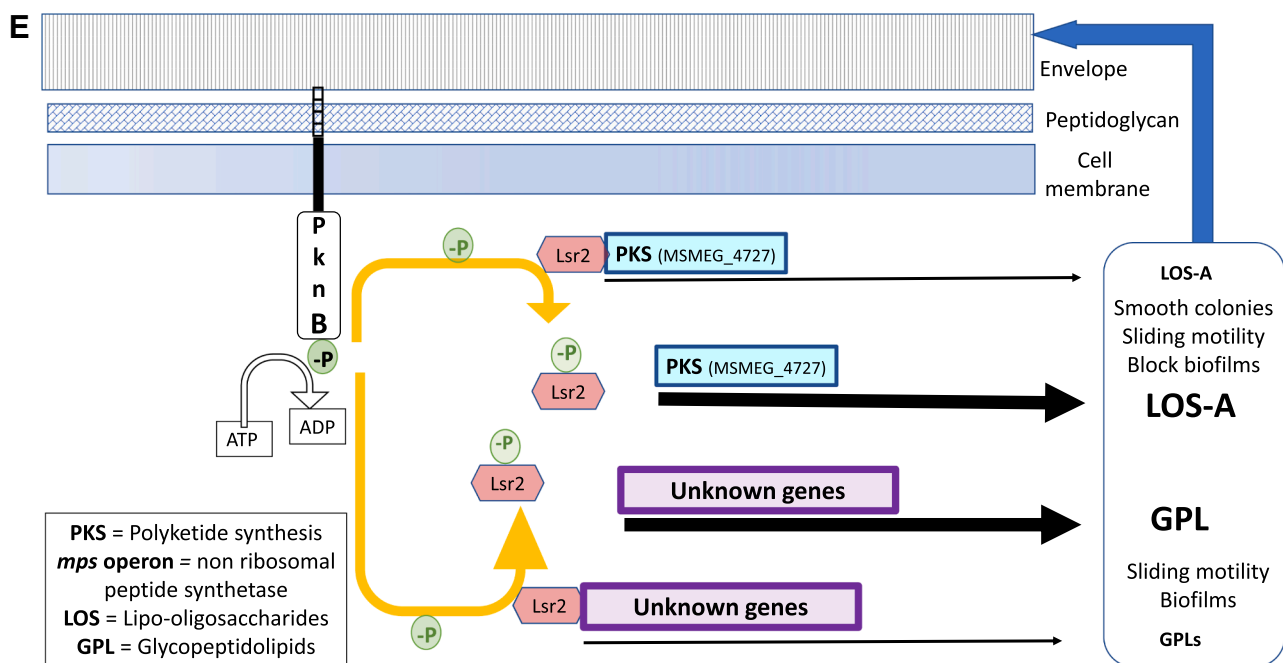 E
Envelope
Peptidoglycan
Cell
membrane
P
k
n
B
-P
ATP
ADP
-P
Lsr2
PKS (MSMEG_4727)
-P
Lsr2
PKS (MSMEG_4727)
-P
Lsr2
Unknown genes
Lsr2
Unknown genes
-P
LOS-A
Smooth colonies
Sliding motility
Block biofilms
LOS-A
GPL
Sliding motility
Biofilms
GPLs
PKS = Polyketide synthesis
mps operon = non ribosomal
peptide synthetase
LOS = Lipo-oligosaccharides
GPL = Glycopeptidolipids